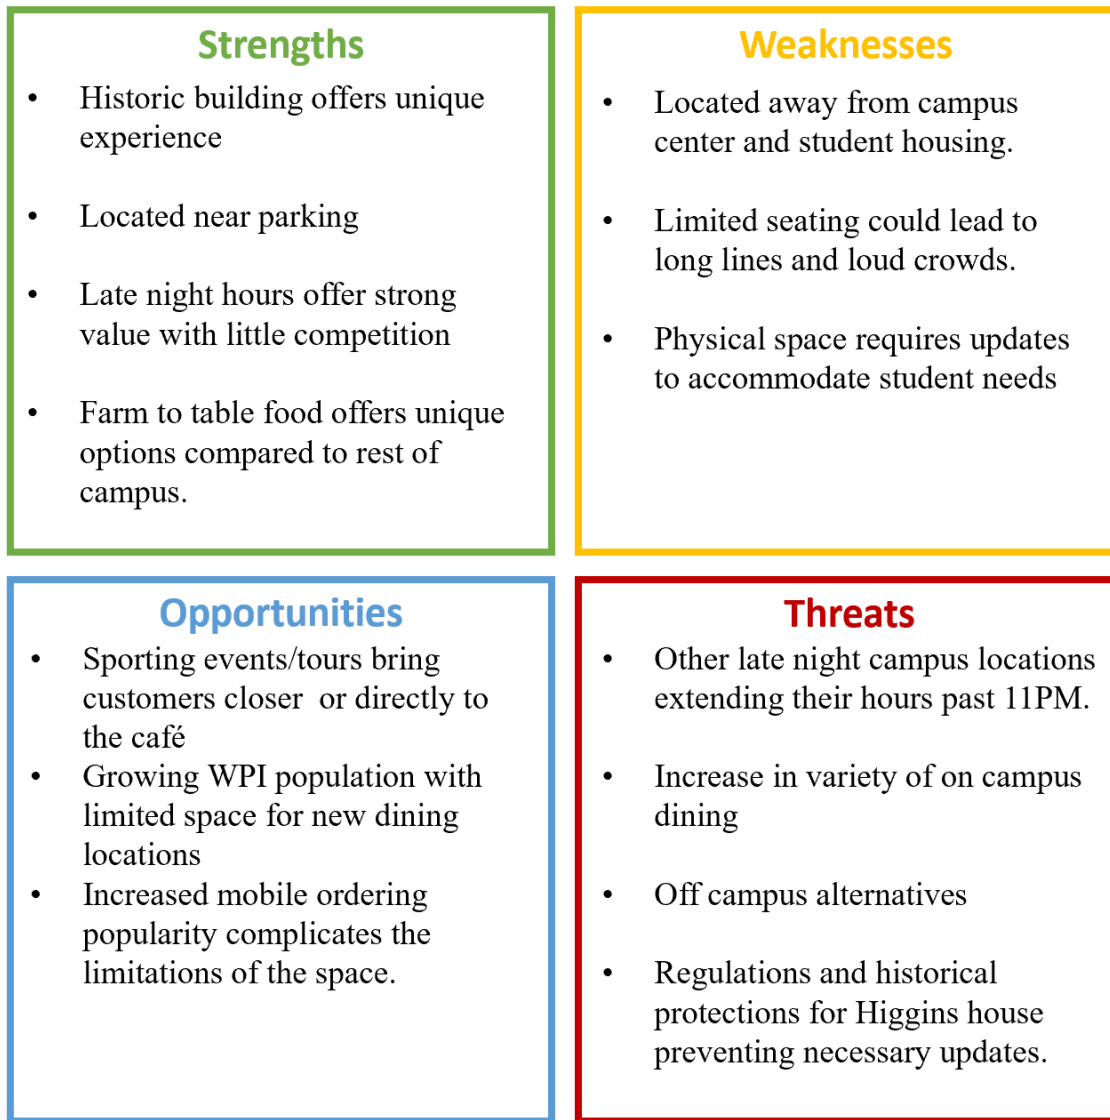 Strengths
• Historic building offers unique
experience
• Located near parking
• Late night hours offer strong
value with little competition
• Farm to table food offers unique
options compared to rest of
campus.
Weaknesses
• Located away from campus
center and student housing.
• Limited seating could lead to
long lines and loud crowds.
• Physical space requires updates
to accommodate student needs
Opportunities
• Sporting events/tours bring
customers closer  or directly to
the café
• Growing WPI population with
limited space for new dining
locations
• Increased mobile ordering
popularity complicates the
limitations of the space.
Threats
• Other late night campus locations
extending their hours past 11PM.
• Increase in variety of on campus
dining
• Off campus alternatives
• Regulations and historical
protections for Higgins house
preventing necessary updates.